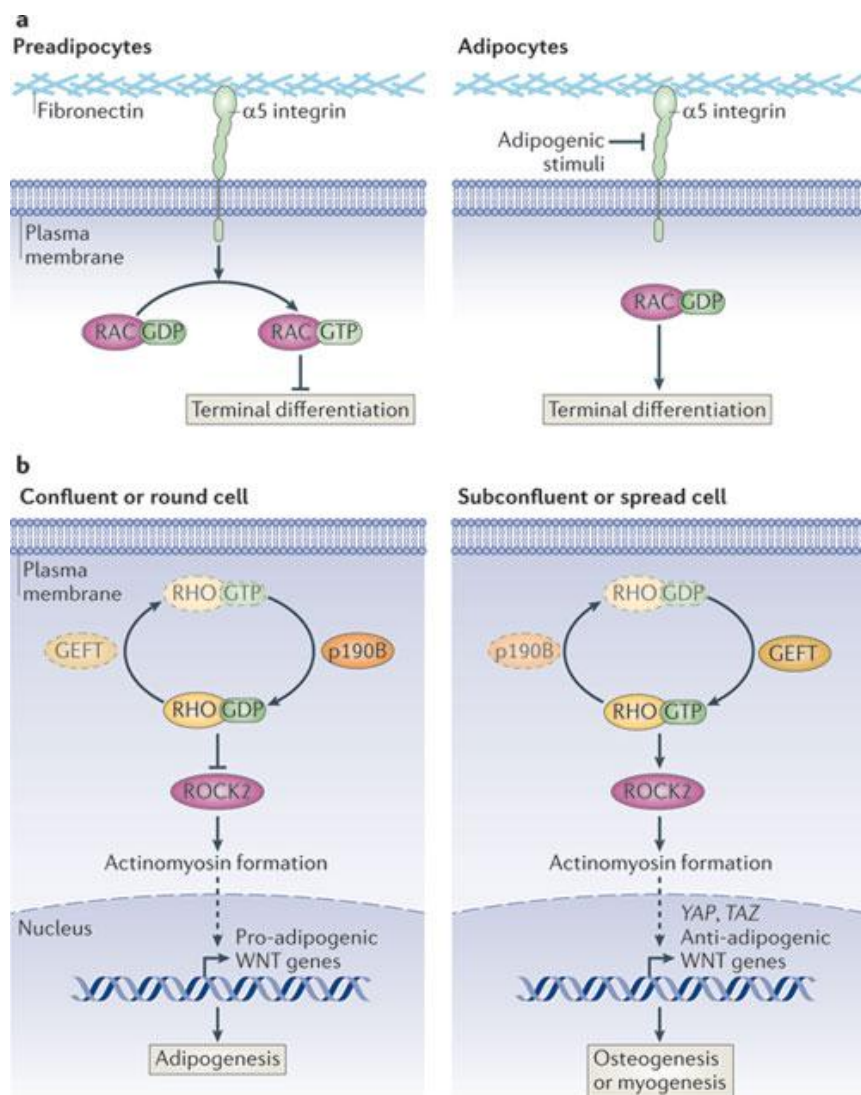 a
Preadipocytes
Fibronectin
α5 integrin
Plasma
membrane
RAC GDP
RAC GTP
Terminal differentiation
Adipocytes
α5 integrin
Adipogenic
stimuli
RAC GDP
Terminal differentiation
b
Confluent or round cell
Plasma
membrane
RHO GTP
GEFT
p190B
RHO GDP
ROCK2
Actinomyosin formation
Nucleus
Pro-adipogenic
WNT genes
Adipogenesis
Subconfluent or spread cell
RHO GDP
p190B
GEFT
RHO GTP
ROCK2
Actinomyosin formation
YAP, TAZ
Anti-adipogenic
WNT genes
Osteogenesis
or myogenesis